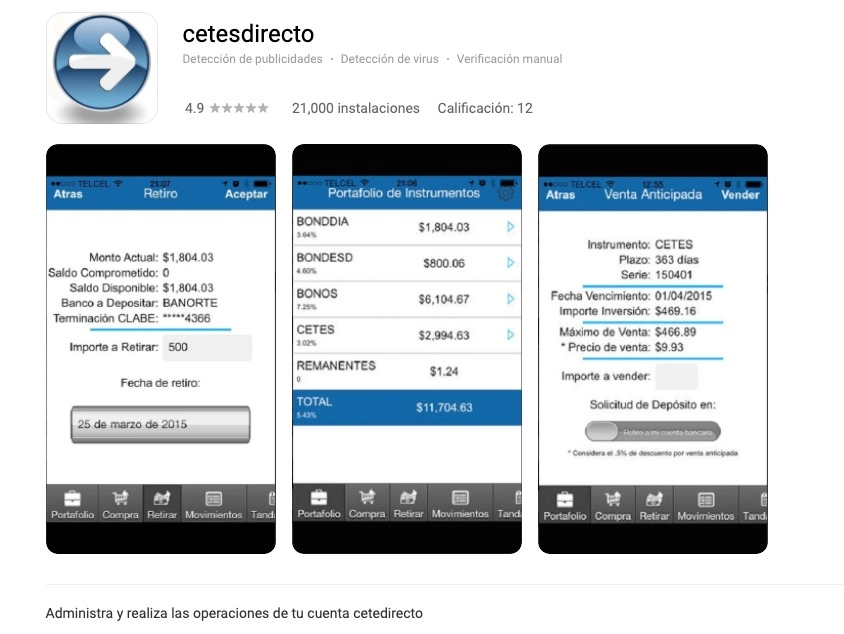 cetesdirecto
Detección de publicidades · Detección de virus · Verificación manual
4.9 ★★★★★ 21,000 instalaciones Calificación: 12
TELCEL 21:07
Atras Retiro Aceptar
Monto Actual: $1,804.03
Saldo Comprometido: 0
Saldo Disponible: $1,804.03
Banco a Depositar: BANORTE
Terminación CLABE: *****4366
Importe a Retirar: 500
Fecha de retiro:
25 de marzo de 2015
Portafolio Compra Retirar Movimientos Tanda
TELCEL 21:06
Portafolio de Instrumentos
BONDDIA $1,804.03
3.64%
BONDESD $800.06
4.60%
BONOS $6,104.67
7.25%
CETES $2,994.63
3.02%
REMANENTES $1.24
0
TOTAL $11,704.63
5.43%
Portafolio Compra Retirar Movimientos Tand
TELCEL 12:55
Atras Venta Anticipada Vender
Instrumento: CETES
Plazo: 363 días
Serie: 150401
Fecha Vencimiento: 01/04/2015
Importe Inversión: $469.16
Máximo de Venta: $466.89
* Precio de venta: $9.93
Importe a vender:
Solicitud de Depósito en:
Retiro a mi cuenta bancaria
* Considera el .5% de descuento por venta anticipada
Portafolio Compra Retirar Movimientos Tand
Administra y realiza las operaciones de tu cuenta cetedirecto